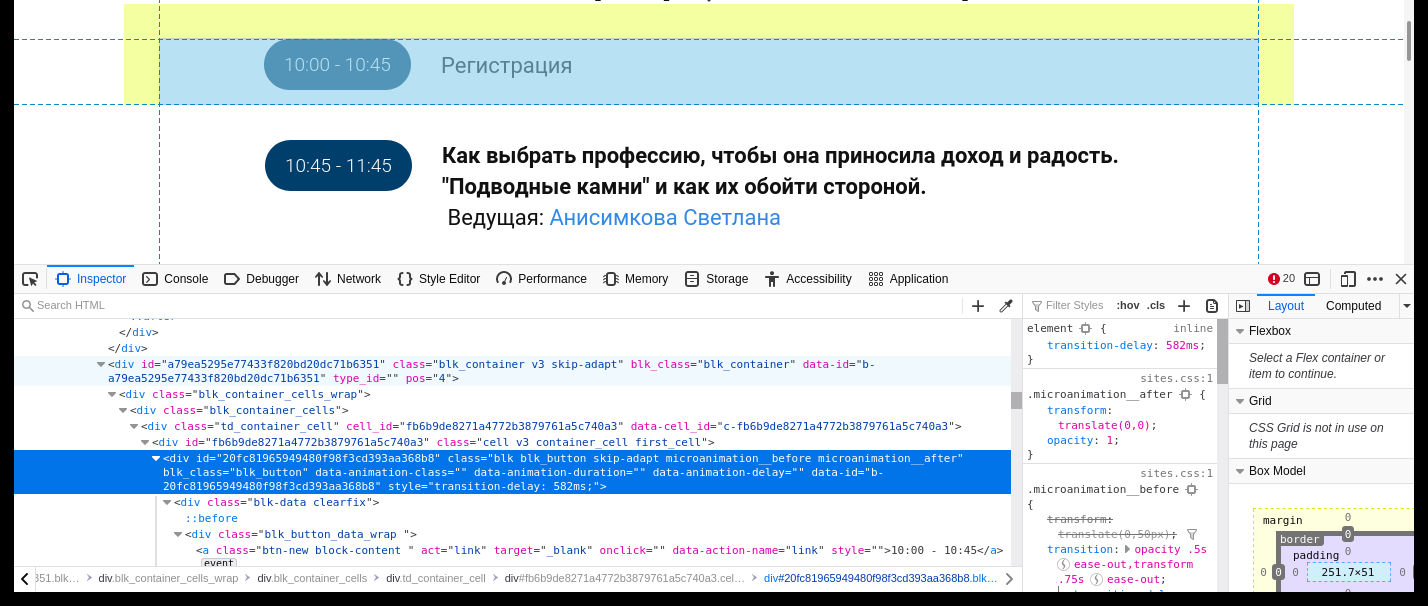 10:00 - 10:45 Регистрация
10:45 - 11:45 Как выбрать профессию, чтобы она приносила доход и радость.
"Подводные камни" и как их обойти стороной.
Ведущая: Анисимкова Светлана
Inspector Console Debugger Network Style Editor Performance Memory Storage Accessibility Application 20
Search HTML
</div>
</div>
<div id="a79ea5295e77433f820bd20dc71b6351" class="blk_container v3 skip-adapt" blk_class="blk_container" data-id="b-
a79ea5295e77433f820bd20dc71b6351" type_id="" pos="4">
<div class="blk_container_cells_wrap">
<div class="blk_container_cells">
<div class="td_container_cell" cell_id="fb6b9de8271a4772b3879761a5c740a3" data-cell_id="c-fb6b9de8271a4772b3879761a5c740a3">
<div id="fb6b9de8271a4772b3879761a5c740a3" class="cell v3 container_cell first_cell">
<div id="20fc81965949480f98f3cd393aa368b8" class="blk blk_button skip-adapt microanimation__before microanimation__after"
blk_class="blk_button" data-animation-class="" data-animation-duration="" data-animation-delay="" data-id="b-
20fc81965949480f98f3cd393aa368b8" style="transition-delay: 582ms;">
<div class="blk-data clearfix">
::before
<div class="blk_button_data_wrap ">
<a class="btn-new block-content " act="link" target="_blank" onclick="" data-action-name="link" style="">10:00 - 10:45</a>
event
351.blk… div.blk_container_cells_wrap div.blk_container_cells div.td_container_cell div#fb6b9de8271a4772b3879761a5c740a3.cel… div#20fc81965949480f98f3cd393aa368b8.blk…
Filter Styles :hov .cls
element { inline
transition-delay: 582ms;
}
sites.css:1
.microanimation__after {
transform:
translate(0,0);
opacity: 1;
}
sites.css:1
.microanimation__before
{
transform:
translate(0,50px);
transition: opacity .5s
ease-out,transform
.75s ease-out;
Layout Computed
Flexbox
Select a Flex container or
item to continue.
Grid
CSS Grid is not in use on
this page
Box Model
margin 0
border 0
padding 0
0 0 0 251.7×51 0 0